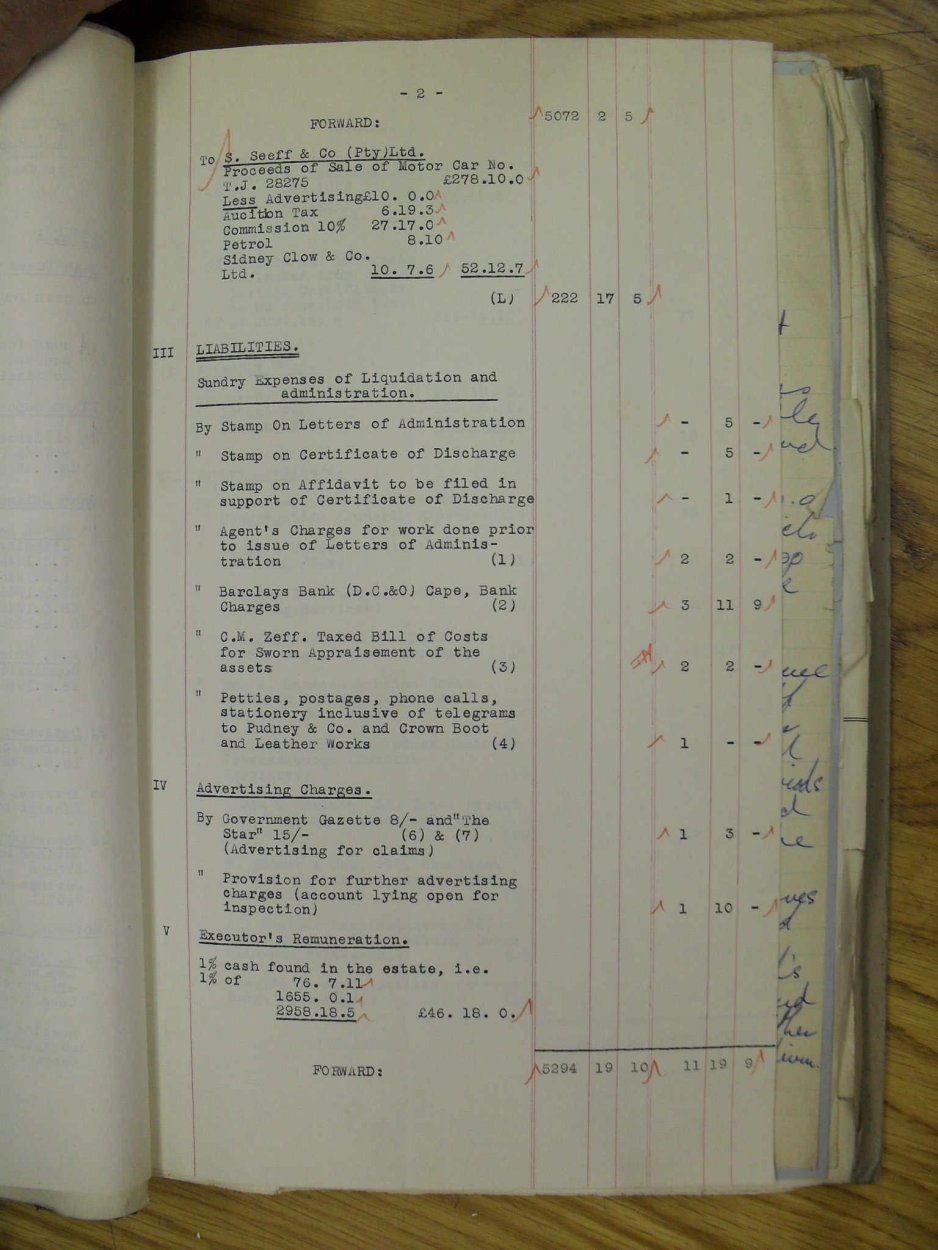 - 2 -
FORWARD: 5072 2 5
To S. Seeff & Co (Pty)Ltd.
Proceeds of Sale of Motor Car No.
T.J. 28275 £278.10.0
Less Advertising£10. 0.0
Aucition Tax 6.19.3
Commission 10% 27.17.0
Petrol 8.10
Sidney Clow & Co.
Ltd. 10. 7.6 52.12.7
(L) 222 17 5
III LIABILITIES.
Sundry Expenses of Liquidation and
administration.
By Stamp On Letters of Administration - 5 -
" Stamp on Certificate of Discharge - 5 -
" Stamp on Affidavit to be filed in
support of Certificate of Discharge - 1 -
" Agent's Charges for work done prior
to issue of Letters of Adminis-
tration (1) 2 2 -
" Barclays Bank (D.C.&O) Cape, Bank
Charges (2) 3 11 9
" C.M. Zeff. Taxed Bill of Costs
for Sworn Appraisement of the
assets (3) 2 2 -
" Petties, postages, phone calls,
stationery inclusive of telegrams
to Pudney & Co. and Crown Boot
and Leather Works (4) 1 - -
IV Advertising Charges.
By Government Gazette 8/- and"The
Star" 15/- (6) & (7) 1 3 -
(Advertising for claims)
" Provision for further advertising
charges (account lying open for
inspection) 1 10 -
V Executor's Remuneration.
1% cash found in the estate, i.e.
1% of 76. 7.11
1655. 0.1
2958.18.5 £46. 18. 0.
FORWARD: 5294 19 10 11 19 9